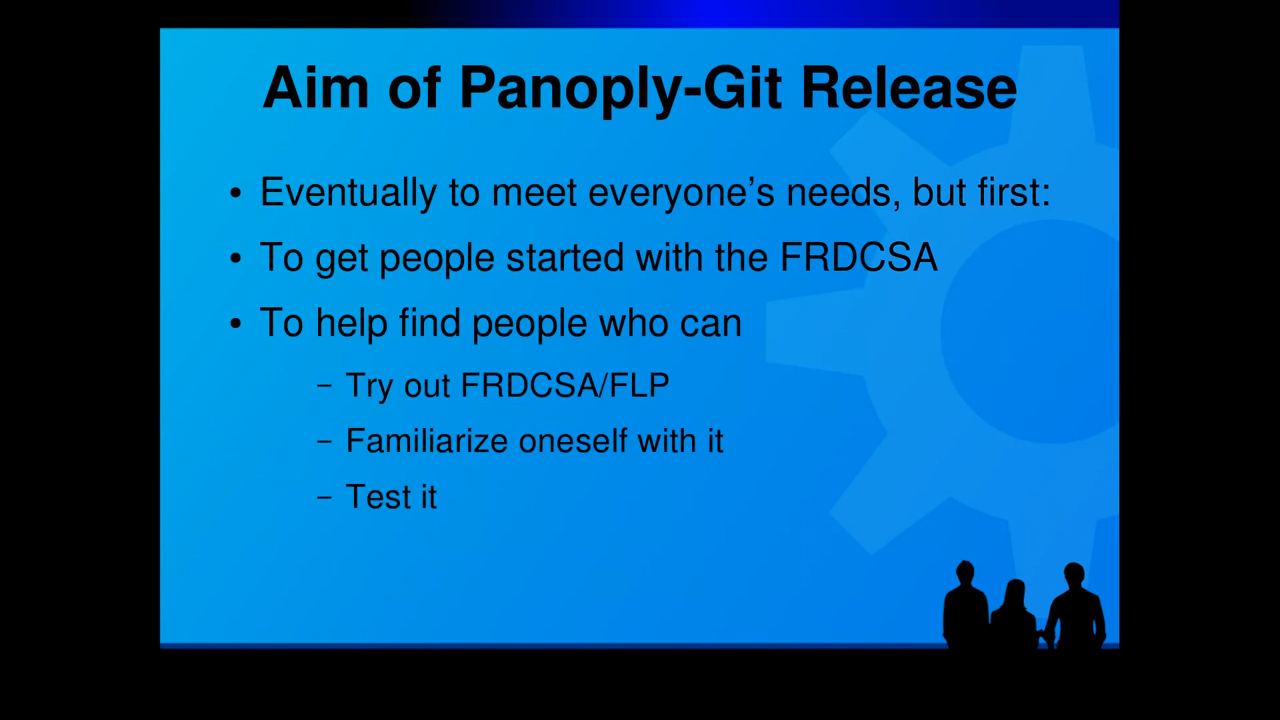 Aim of Panoply-Git Release
• Eventually to meet everyone’s needs, but first:
• To get people started with the FRDCSA
• To help find people who can
– Try out FRDCSA/FLP
– Familiarize oneself with it
– Test it